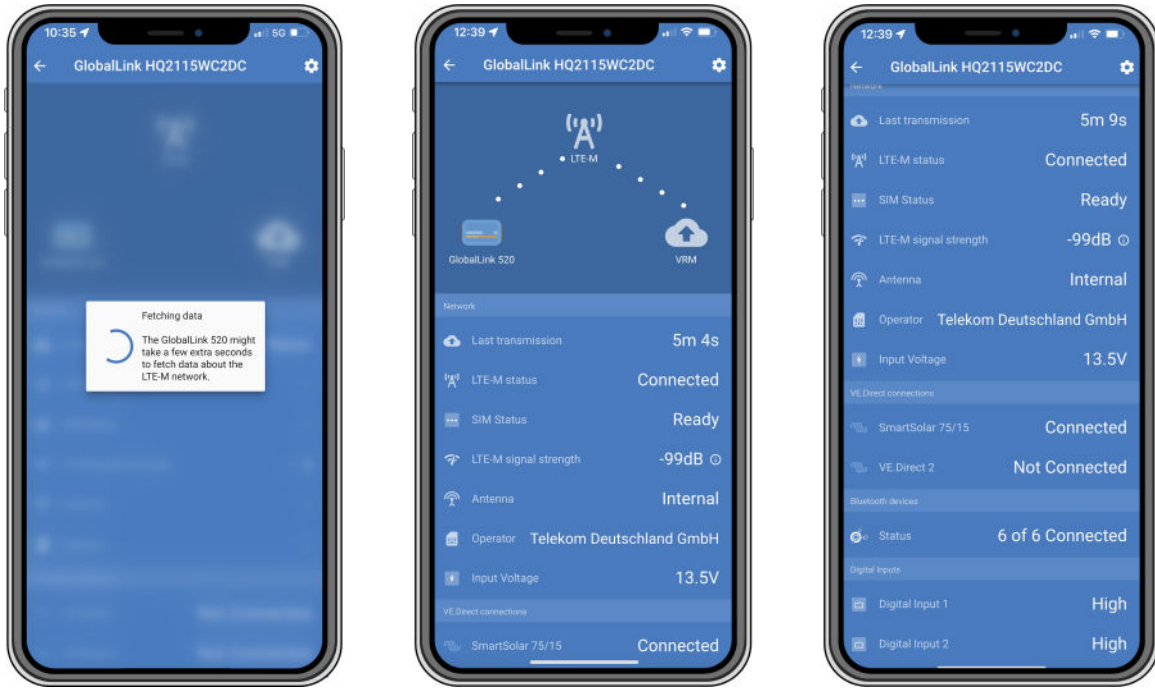 10:35
5G
GlobalLink HQ2115WC2DC
Fetching data
The GlobalLink 520 might
take a few extra seconds
to fetch data about the
LTE-M network.
12:39
GlobalLink HQ2115WC2DC
LTE-M
GlobalLink 520
VRM
Network
Last transmission 5m 4s
LTE-M status Connected
SIM Status Ready
LTE-M signal strength -99dB
Antenna Internal
Operator Telekom Deutschland GmbH
Input Voltage 13.5V
VE.Direct connections
SmartSolar 75/15 Connected
12:39
GlobalLink HQ2115WC2DC
Network
Last transmission 5m 9s
LTE-M status Connected
SIM Status Ready
LTE-M signal strength -99dB
Antenna Internal
Operator Telekom Deutschland GmbH
Input Voltage 13.5V
VE.Direct connections
SmartSolar 75/15 Connected
VE.Direct 2 Not Connected
Bluetooth devices
Status 6 of 6 Connected
Digital Inputs
Digital Input 1 High
Digital Input 2 High